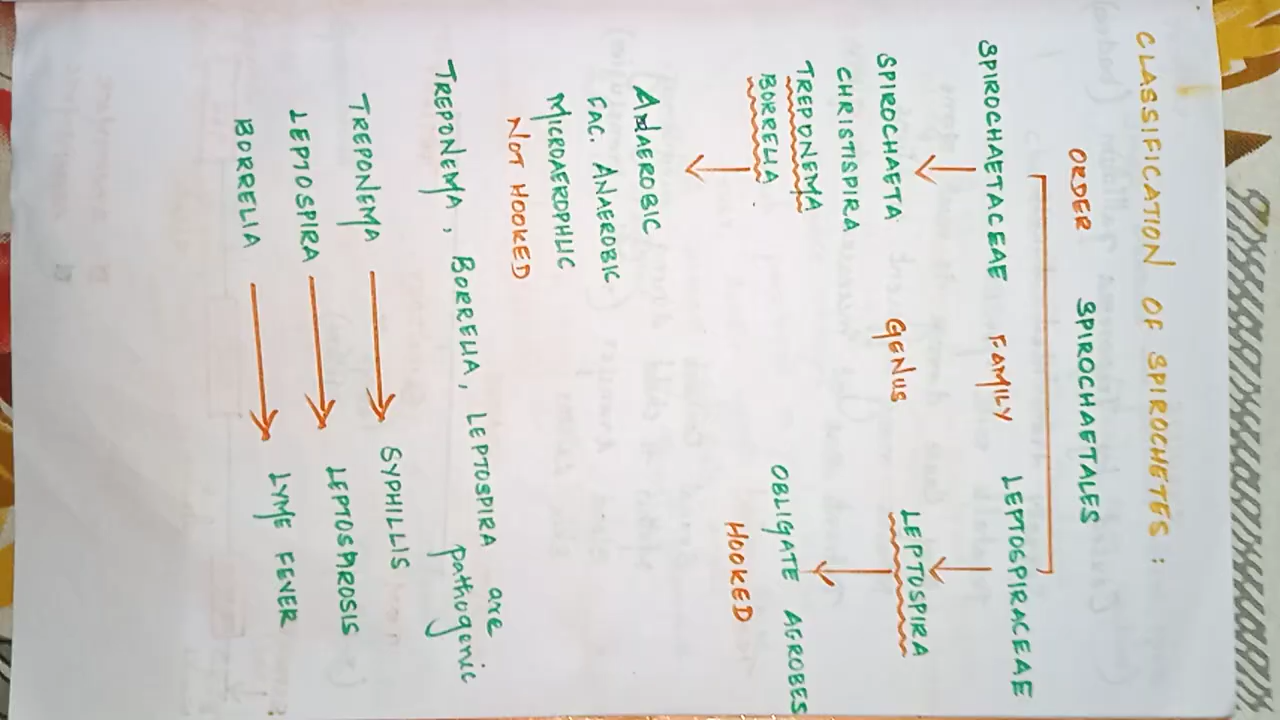 CLASSIFICATION OF SPIROCHETES :
ORDER SPIROCHAETALES
SPIROCHAETACEAE FAMILY LEPTOSPIRACEAE
SPIROCHAETA GENUS LEPTOSPIRA
CHRISTISPIRA
TREPONEMA
BORRELIA
OBLIGATE AEROBES
HOOKED
ANAEROBIC
FAC. ANAEROBIC
MICROAEROPHLIC
NOT HOOKED
TREPONEMA, BORRELIA, LEPTOSPIRA are
pathogenic
TREPONEMA → SYPHILLIS
LEPTOSPIRA → LEPTOSPIROSIS
BORRELIA → LYME FEVER